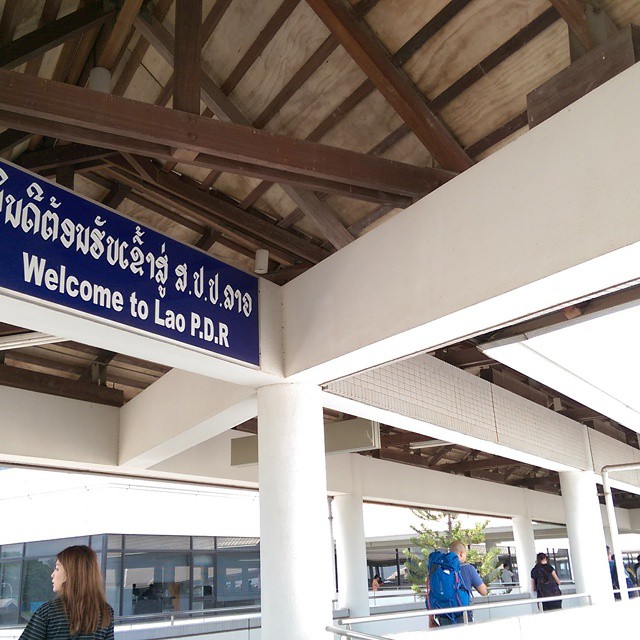 ຍິນດີຕ້ອນຮັບເຂົ້າສູ່ ສ.ປ.ປ.ລາວ
Welcome to Lao P.D.R